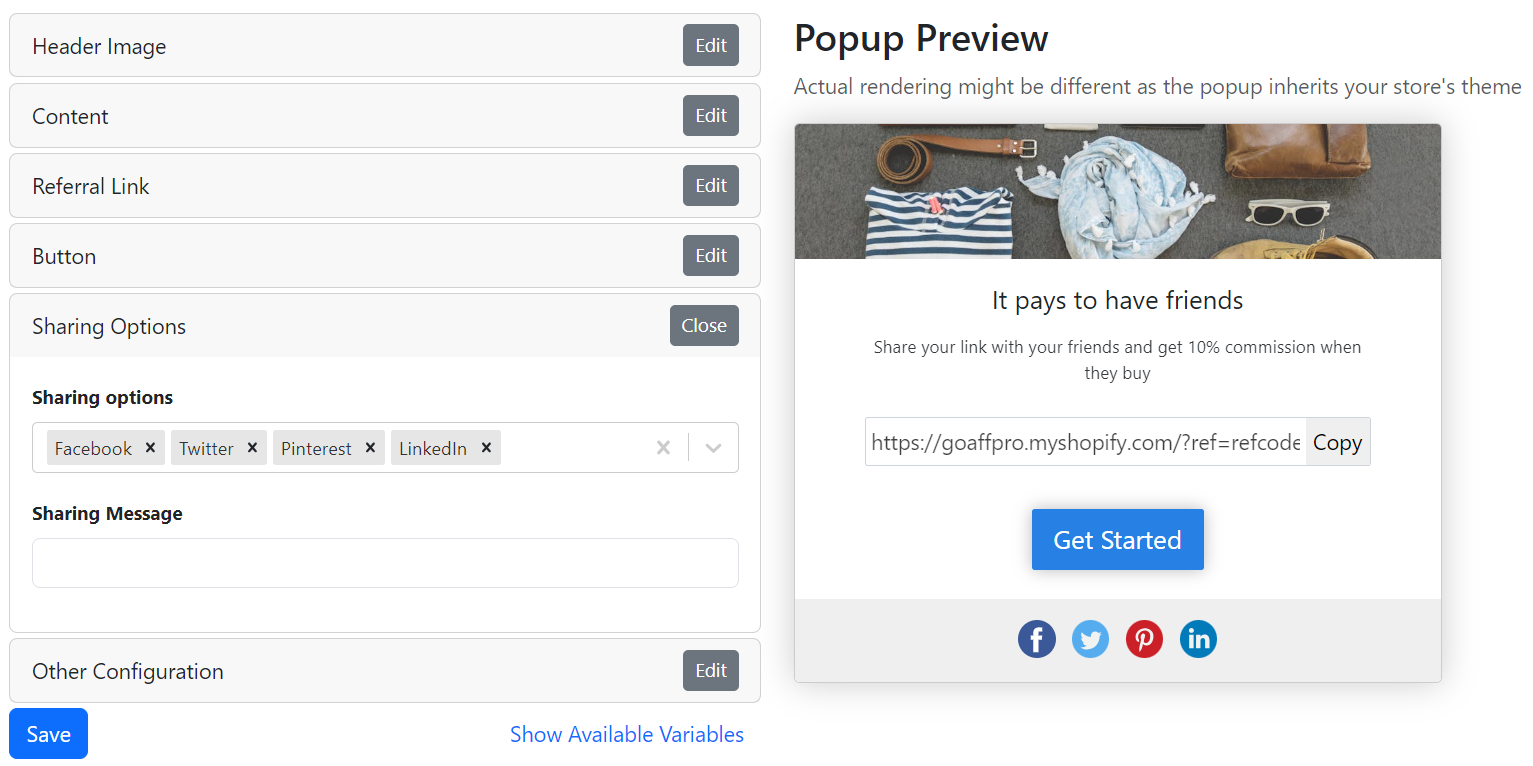 Header Image
Edit
Content
Edit
Referral Link
Edit
Button
Edit
Sharing Options
Close
Sharing options
Facebook × Twitter × Pinterest × LinkedIn ×
Sharing Message
Other Configuration
Edit
Save
Show Available Variables
Popup Preview
Actual rendering might be different as the popup inherits your store's theme
It pays to have friends
Share your link with your friends and get 10% commission when
they buy
https://goaffpro.myshopify.com/?ref=refcode
Copy
Get Started